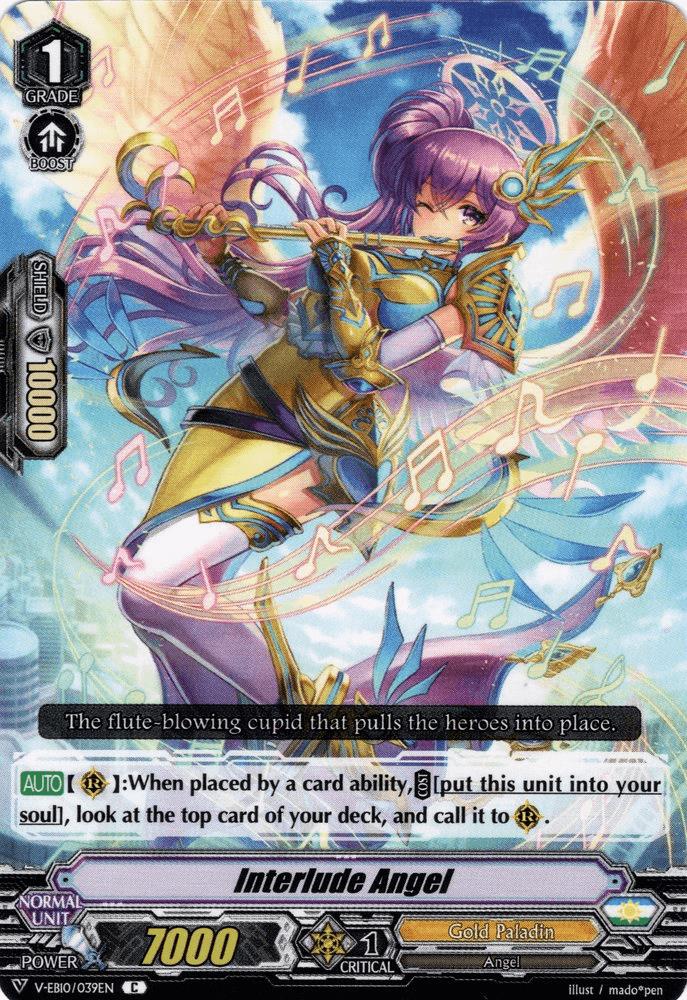 1
GRADE
BOOST
SHIELD
10000
The flute-blowing cupid that pulls the heroes into place.
AUTO【 R 】:When placed by a card ability, COST [put this unit into your
soul], look at the top card of your deck, and call it to R .
Interlude Angel
NORMAL
UNIT
POWER
7000
1
CRITICAL
Gold Paladin
Angel
V-EB10/039EN C
illust / mado*pen